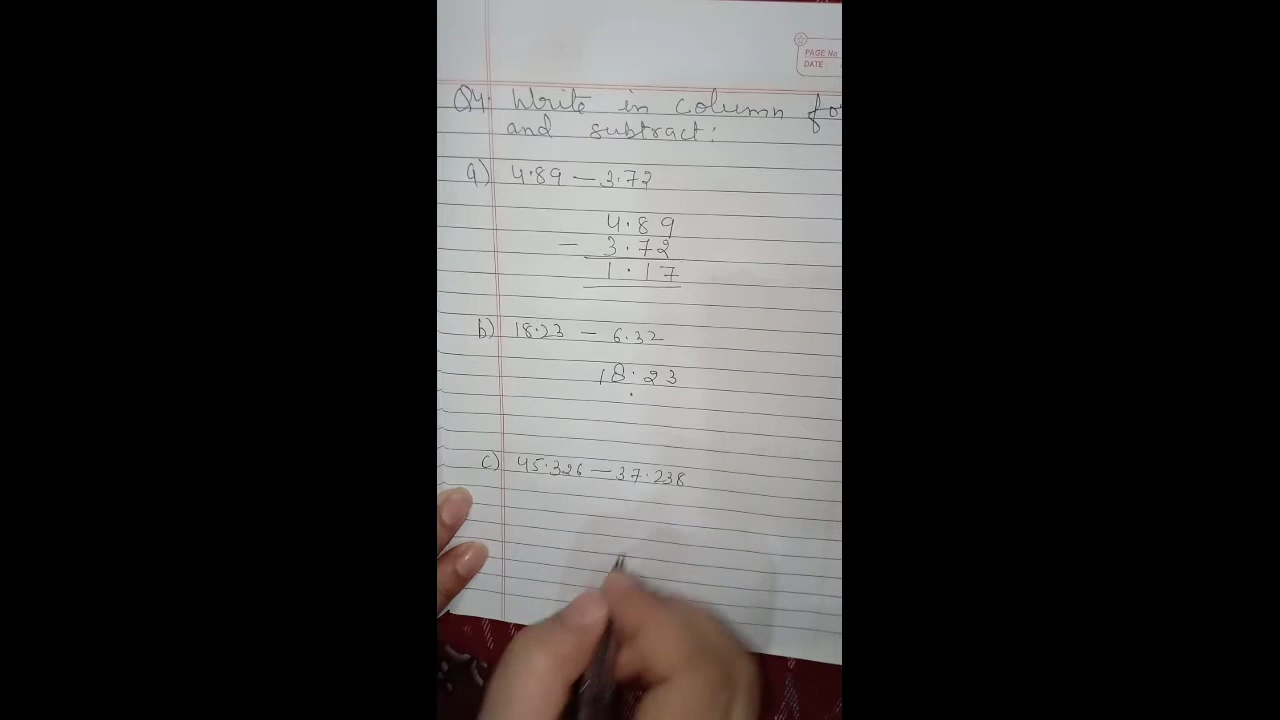 PAGE No
DATE:
Q4. Write in column fo
and subtract:
a) 4.89 — 3.72
4.89
— 3.72
1.17
b) 18.23 — 6.32
18.23
.
c) 45.326 — 37.238